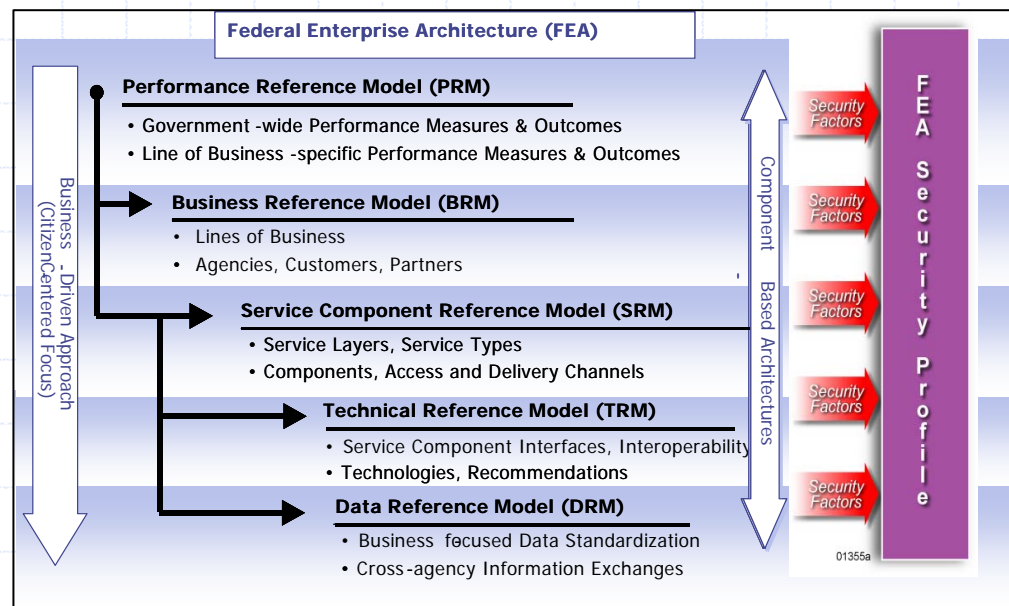 Federal Enterprise Architecture (FEA)
Business - Driven Approach
(CitizenCentered Focus)
Performance Reference Model (PRM)
• Government -wide Performance Measures & Outcomes
• Line of Business -specific Performance Measures & Outcomes
Business Reference Model (BRM)
• Lines of Business
• Agencies, Customers, Partners
Service Component Reference Model (SRM)
• Service Layers, Service Types
• Components, Access and Delivery Channels
Technical Reference Model (TRM)
• Service Component Interfaces, Interoperability
• Technologies, Recommendations
Data Reference Model (DRM)
• Business focused Data Standardization
• Cross-agency Information Exchanges
Component - Based Architectures
Security
Factors
Security
Factors
Security
Factors
Security
Factors
Security
Factors
FEA Security Profile
01355a